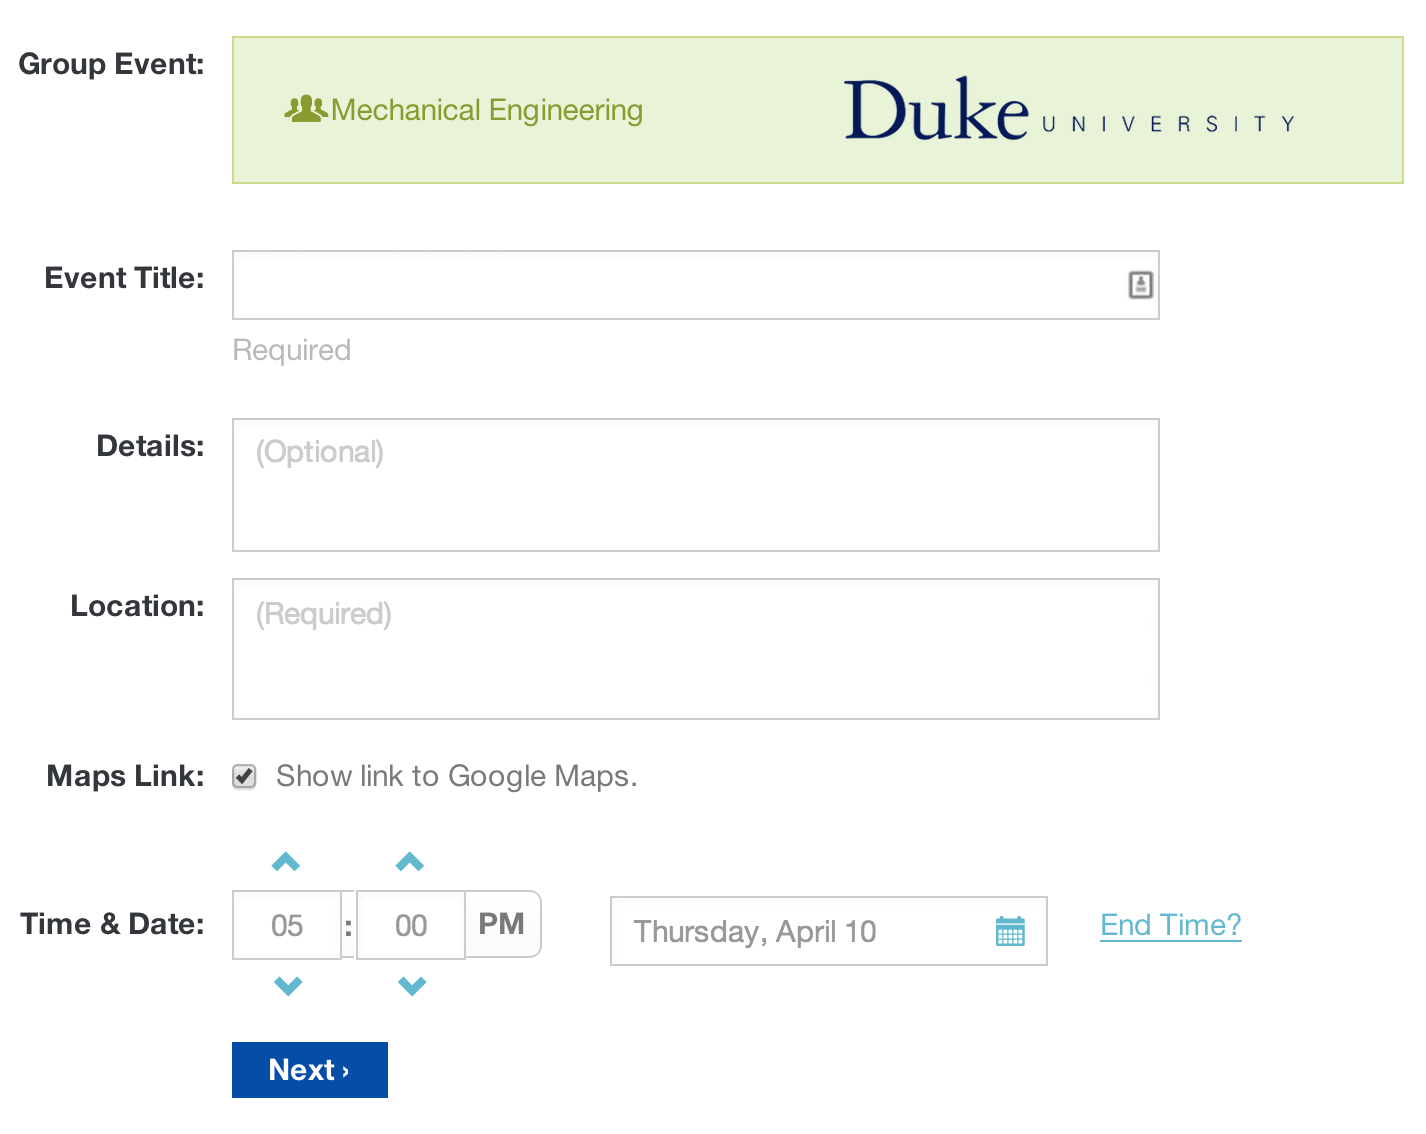 Group Event:
Mechanical Engineering
Duke UNIVERSITY
Event Title:
Required
Details:
(Optional)
Location:
(Required)
Maps Link:
Show link to Google Maps.
Time & Date:
05 : 00 PM
Thursday, April 10
End Time?
Next ›